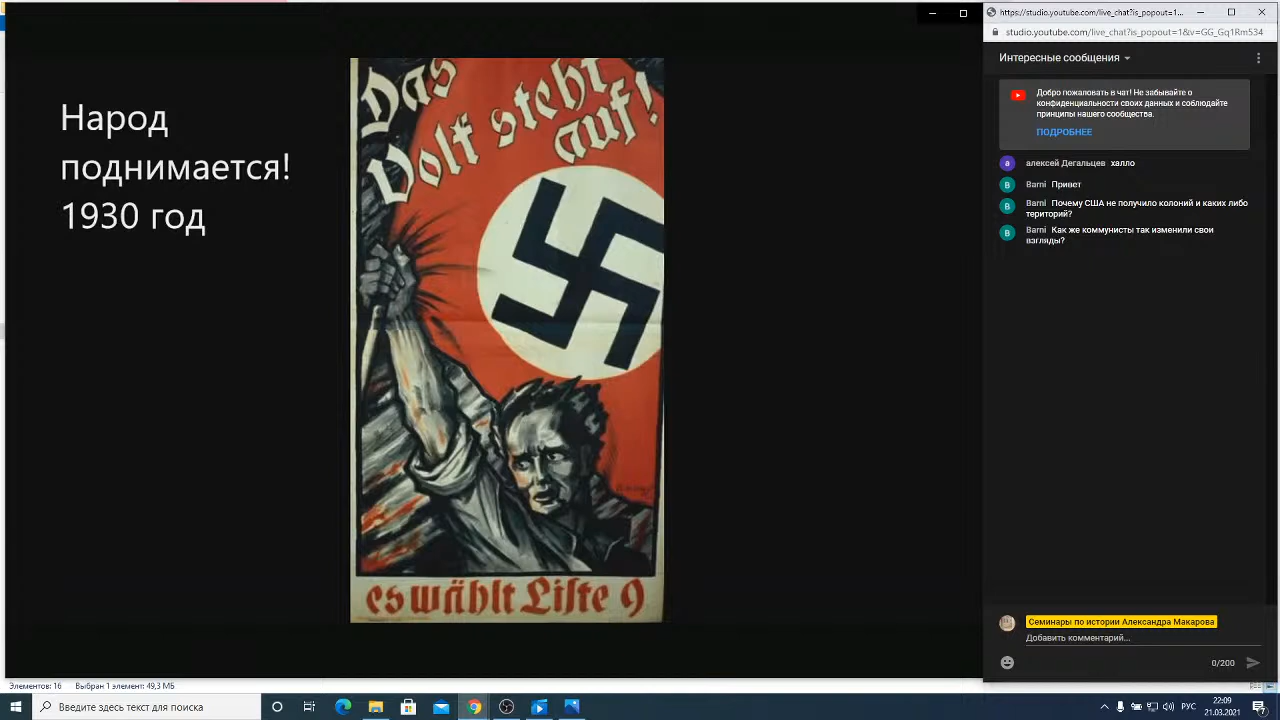 Народ
поднимается!
1930 год
Das
Volk steht
auf!
es wählt Liste 9
https://studio.youtube.com/live_chat?is_popout=1...
studio.youtube.com/live_chat?is_popout=1&v=GG_Gq1Rm534
Интересные сообщения
Добро пожаловать в чат! Не забывайте о
конфиденциальности своих данных и соблюдайте
принципы нашего сообщества.
ПОДРОБНЕЕ
а алексей Дегальцев халло
B Barni Привет
B Barni Почему США не получило колоний и каких либо
территорий?
B Barni Как же коммунисты так изменили свои
взгляды?
Семинары по истории Александра Макарова
Добавить комментарий...
0/200
Элементов: 16 Выбран 1 элемент: 49,3 МБ
Введите здесь текст для поиска
РУС
22:09
21.03.2021